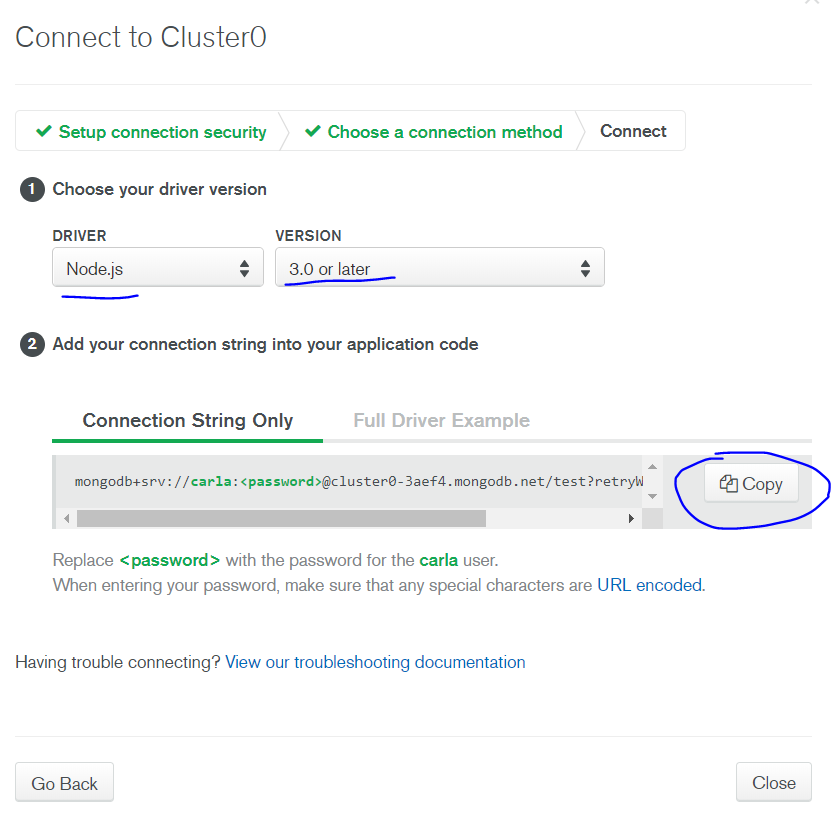 Connect to Cluster0
Setup connection security
Choose a connection method
Connect
1 Choose your driver version
DRIVER
VERSION
Node.js
3.0 or later
2 Add your connection string into your application code
Connection String Only
Full Driver Example
mongodb+srv://carla:<password>@cluster0-3aef4.mongodb.net/test?retryW
Copy
Replace <password> with the password for the carla user.
When entering your password, make sure that any special characters are URL encoded.
Having trouble connecting? View our troubleshooting documentation
Go Back
Close